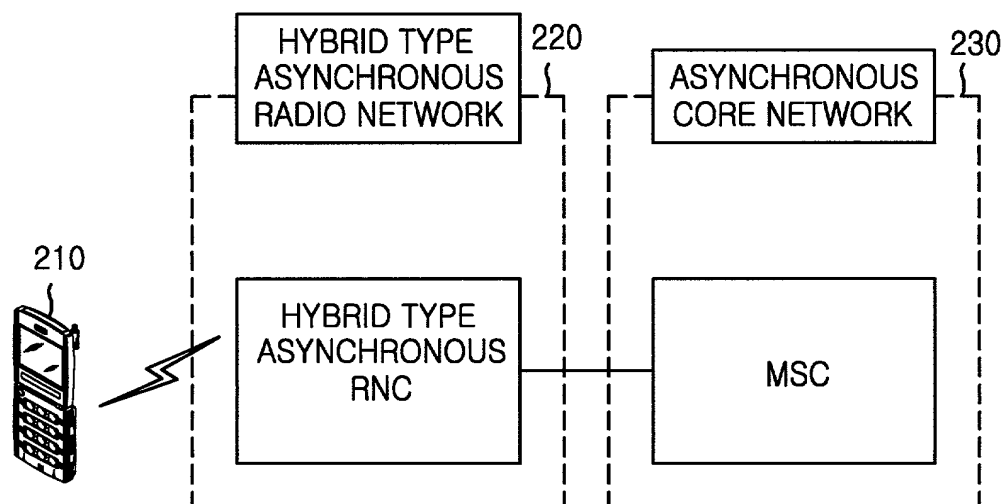 HYBRID TYPE
ASYNCHRONOUS
RADIO NETWORK
220
ASYNCHRONOUS
CORE NETWORK
230
210
HYBRID TYPE
ASYNCHRONOUS
RNC
MSC